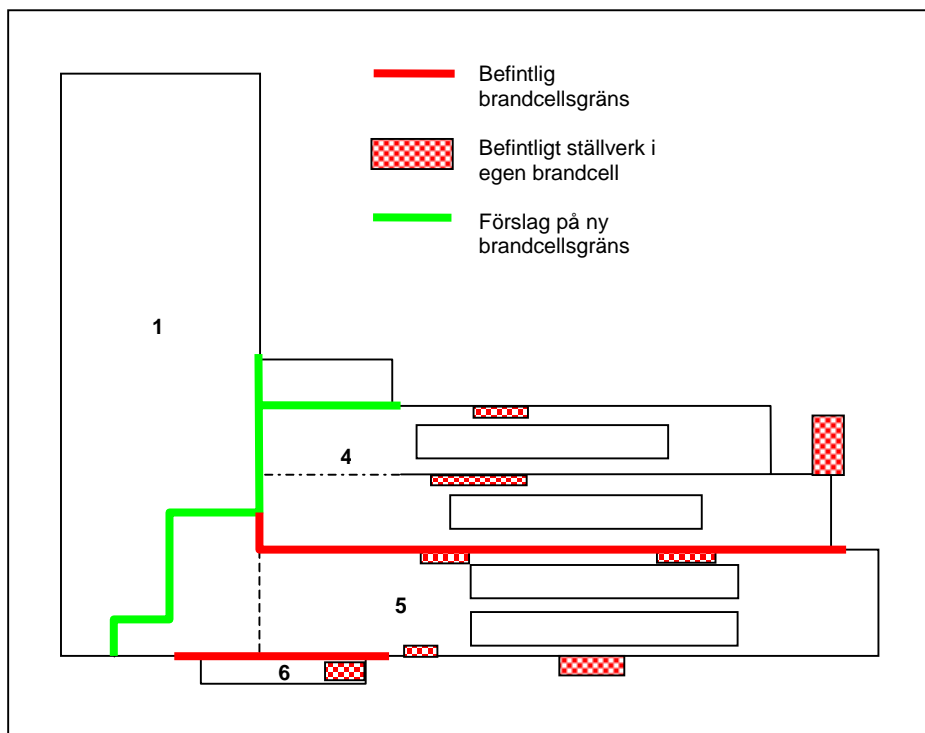 Befintlig
brandcellsgräns
Befintligt ställverk i
egen brandcell
Förslag på ny
brandcellsgräns
1
4
5
6